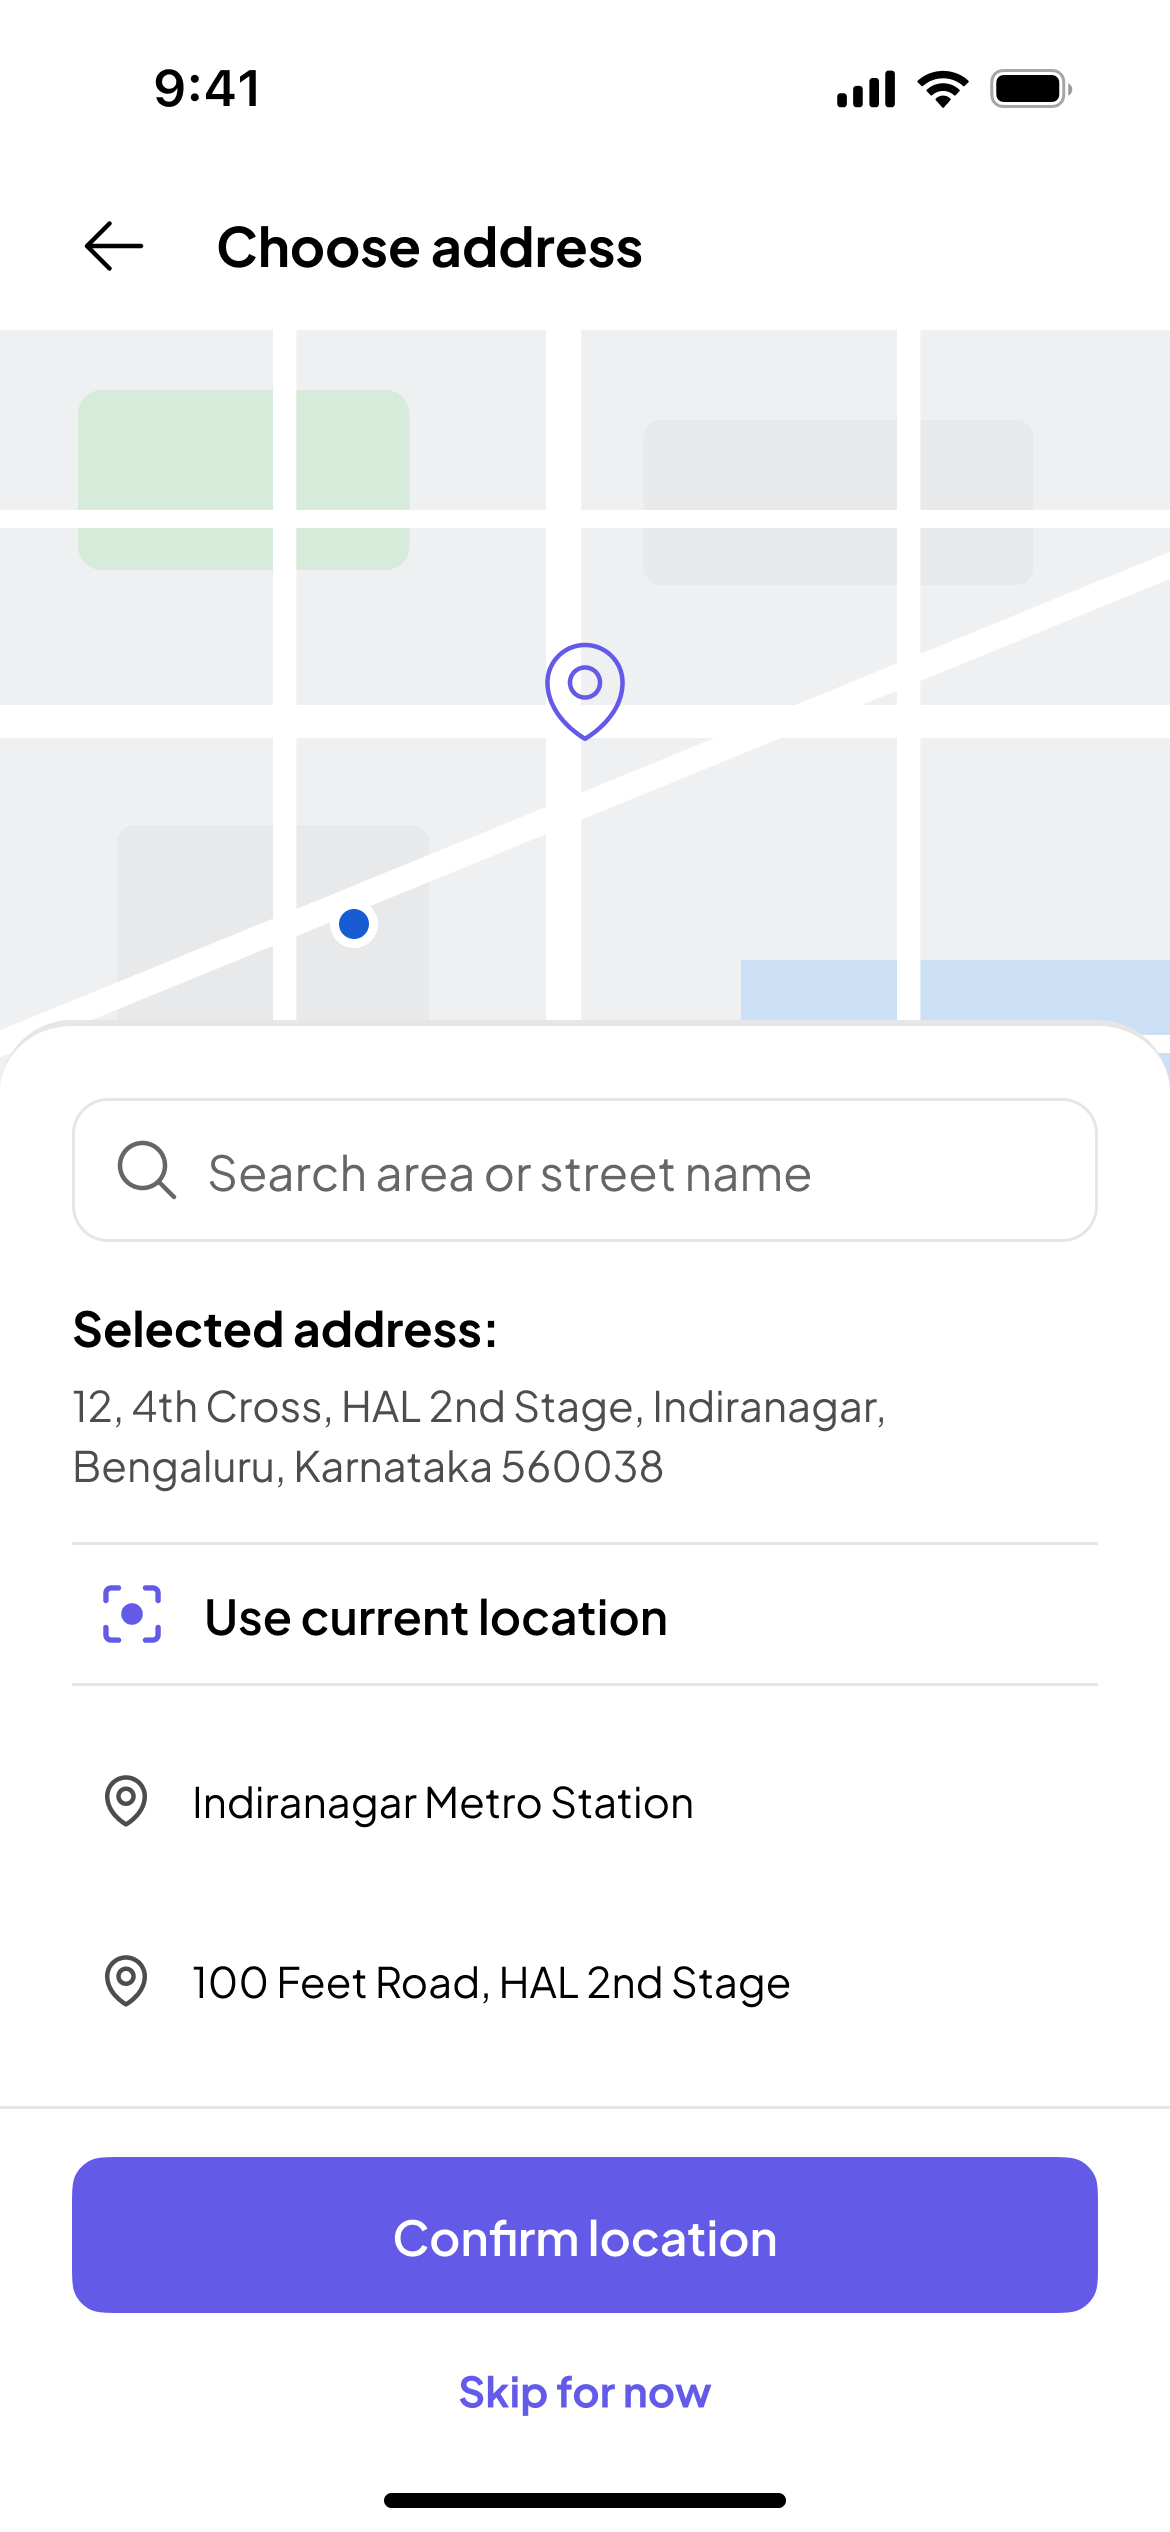 9:41
Choose address
Search area or street name
Selected address:
12, 4th Cross, HAL 2nd Stage, Indiranagar,
Bengaluru, Karnataka 560038
Use current location
Indiranagar Metro Station
100 Feet Road, HAL 2nd Stage
Confirm location
Skip for now